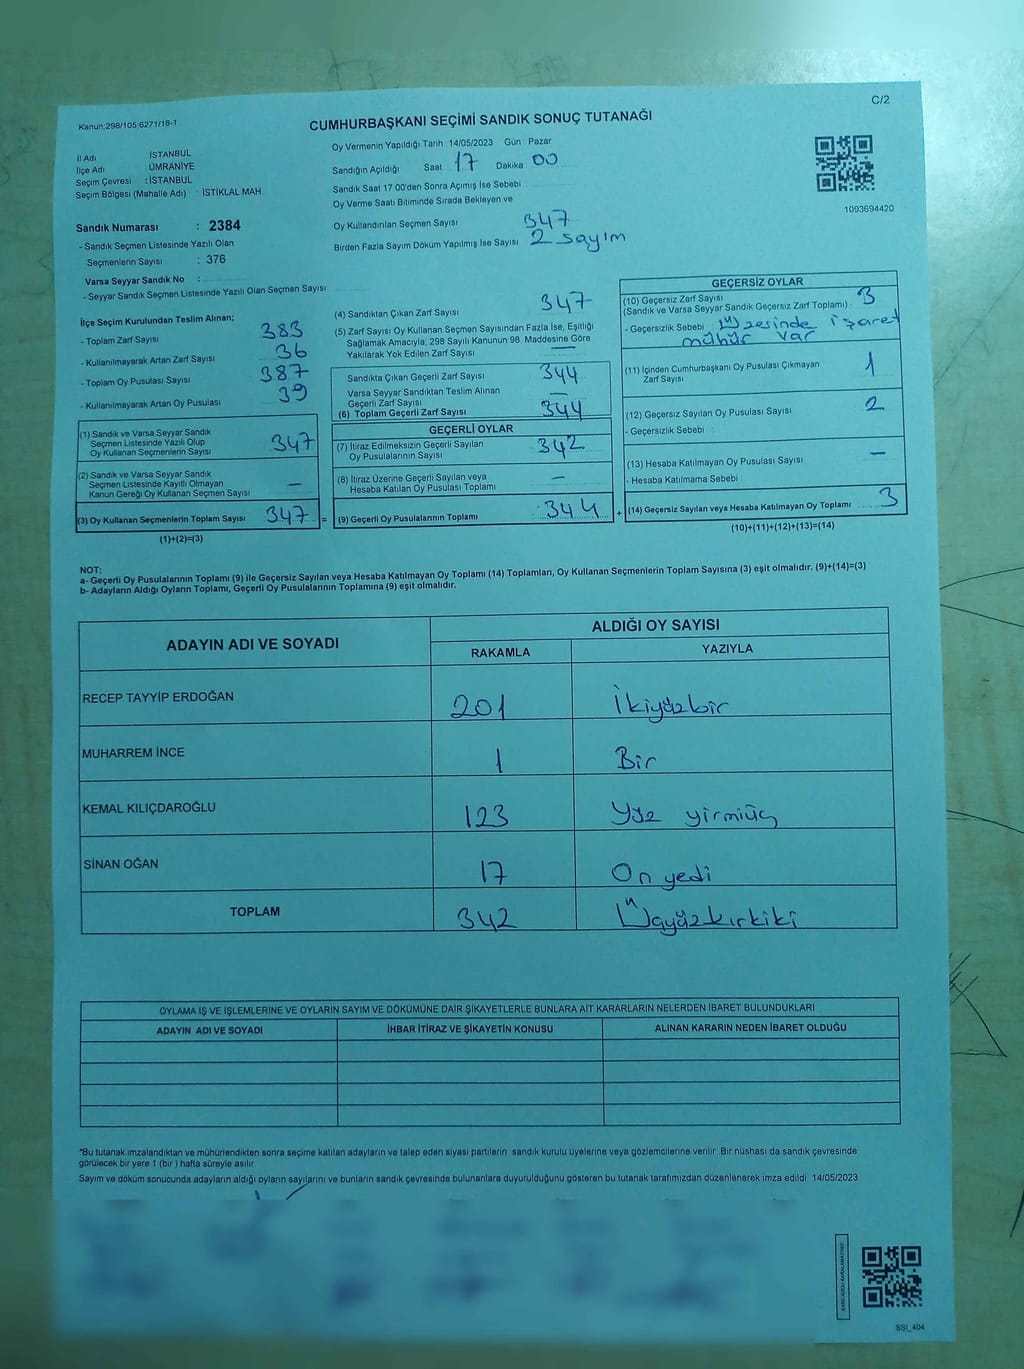 C/2
Kanun:298/105;6271/18-1
CUMHURBAŞKANI SEÇİMİ SANDIK SONUÇ TUTANAĞI
İl Adı İSTANBUL
İlçe Adı ÜMRANİYE
Seçim Çevresi : İSTANBUL
Seçim Bölgesi (Mahalle Adı) : İSTİKLAL MAH.
Sandık Numarası : 2384
- Sandık Seçmen Listesinde Yazılı Olan
Seçmenlerin Sayısı : 376
Varsa Seyyar Sandık No :
- Seyyar Sandık Seçmen Listesinde Yazılı Olan Seçmen Sayısı
Oy Vermenin Yapıldığı Tarih 14/05/2023 Gün : Pazar
Sandığın Açıldığı Saat 17 Dakika 00
Sandık Saat 17:00'den Sonra Açımış İse Sebebi
Oy Verme Saati Bitiminde Sırada Bekleyen ve
Oy Kullandırılan Seçmen Sayısı 347
Birden Fazla Sayım Döküm Yapılmış İse Sayısı 2 sayım
1093694420
İlçe Seçim Kurulundan Teslim Alınan;
- Toplam Zarf Sayısı 383
- Kullanılmayarak Artan Zarf Sayısı 36
- Toplam Oy Pusulası Sayısı 387
- Kullanılmayarak Artan Oy Pusulası 39
(1) Sandık ve Varsa Seyyar Sandık
Seçmen Listesinde Yazılı Olup
Oy Kullanan Seçmenlerin Sayısı 347
(2) Sandık ve Varsa Seyyar Sandık
Seçmen Listesinde Kayıtlı Olmayan
Kanun Gereği Oy Kullanan Seçmen Sayısı —
(3) Oy Kullanan Seçmenlerin Toplam Sayısı 347 =
(1)+(2)=(3)
(4) Sandıktan Çıkan Zarf Sayısı 347
(5) Zarf Sayısı Oy Kullanan Seçmen Sayısından Fazla İse, Eşitliği
Sağlamak Amacıyla; 298 Sayılı Kanunun 98. Maddesine Göre
Yakılarak Yok Edilen Zarf Sayısı —
Sandıkta Çıkan Geçerli Zarf Sayısı 344
Varsa Seyyar Sandıktan Teslim Alınan
Geçerli Zarf Sayısı —
(6) Toplam Geçerli Zarf Sayısı 344
GEÇERLİ OYLAR
(7) İtiraz Edilmeksizin Geçerli Sayılan
Oy Pusulalarının Sayısı 342
(8) İtiraz Üzerine Geçerli Sayılan veya
Hesaba Katılan Oy Pusulası Toplamı —
(9) Geçerli Oy Pusulalarının Toplamı : 344 +
GEÇERSİZ OYLAR
(10) Geçersiz Zarf Sayısı 3
(Sandık ve Varsa Seyyar Sandık Geçersiz Zarf Toplamı)
- Geçersizlik Sebebi Üzerinde işaret
mühür var
(11) İçinden Cumhurbaşkanı Oy Pusulası Çıkmayan
Zarf Sayısı 1
(12) Geçersiz Sayılan Oy Pusulası Sayısı 2
- Geçersizlik Sebebi
(13) Hesaba Katılmayan Oy Pusulası Sayısı —
- Hesaba Katılmama Sebebi
(14) Geçersiz Sayılan veya Hesaba Katılmayan Oy Toplamı 3
(10)+(11)+(12)+(13)=(14)
NOT:
a- Geçerli Oy Pusulalarının Toplamı (9) ile Geçersiz Sayılan veya Hesaba Katılmayan Oy Toplamı (14) Toplamları, Oy Kullanan Seçmenlerin Toplam Sayısına (3) eşit olmalıdır. (9)+(14)=(3)
b- Adayların Aldığı Oyların Toplamı, Geçerli Oy Pusulalarının Toplamına (9) eşit olmalıdır.
ADAYIN ADI VE SOYADI
ALDIĞI OY SAYISI
RAKAMLA YAZIYLA
RECEP TAYYİP ERDOĞAN 201 İkiyüzbir
MUHARREM İNCE 1 Bir
KEMAL KILIÇDAROĞLU 123 Yüz yirmiüç
SİNAN OĞAN 17 On yedi
TOPLAM 342 Üçyüzkırkiki
OYLAMA İŞ VE İŞLEMLERİNE VE OYLARIN SAYIM VE DÖKÜMÜNE DAİR ŞİKAYETLERLE BUNLARA AİT KARARLARIN NELERDEN İBARET BULUNDUKLARI
ADAYIN ADI VE SOYADI İHBAR İTİRAZ VE ŞİKAYETİN KONUSU ALINAN KARARIN NEDEN İBARET OLDUĞU
*Bu tutanak imzalandıktan ve mühürlendikten sonra seçime katılan adayların ve talep eden siyasi partilerin sandık kurulu üyelerine veya gözlemcilerine verilir. Bir nüshası da sandık çevresinde
görülecek bir yere 1 (bir) hafta süreyle asılır.
Sayım ve döküm sonucunda adayların aldığı oyların sayılarını ve bunların sandık çevresinde bulunanlara duyurulduğunu gösteren bu tutanak tarafımızdan düzenlenerek imza edildi. 14/05/2023
KAREKODU KARALAMAYINIZ!
SSİ_404